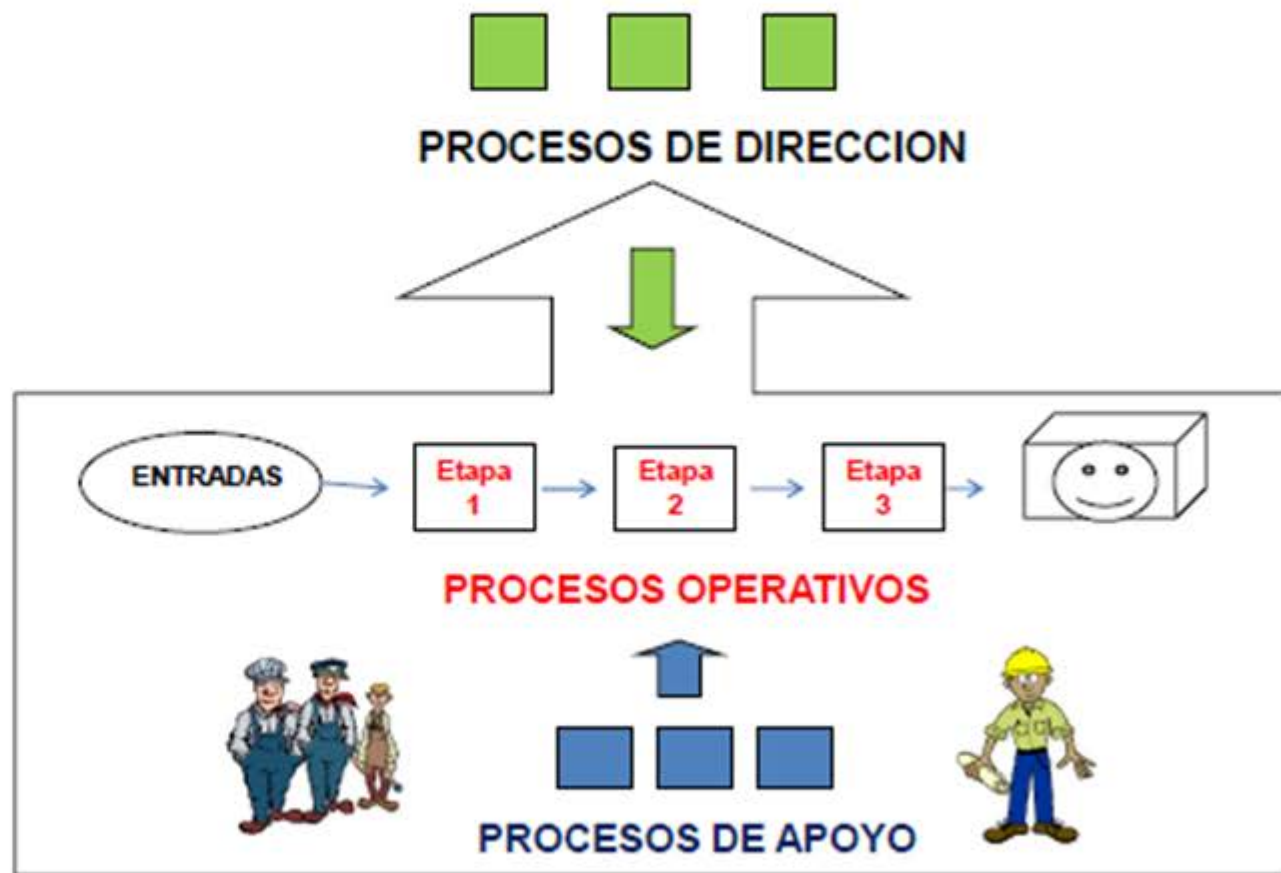 PROCESOS DE DIRECCION
ENTRADAS
Etapa
1
Etapa
2
Etapa
3
PROCESOS OPERATIVOS
PROCESOS DE APOYO